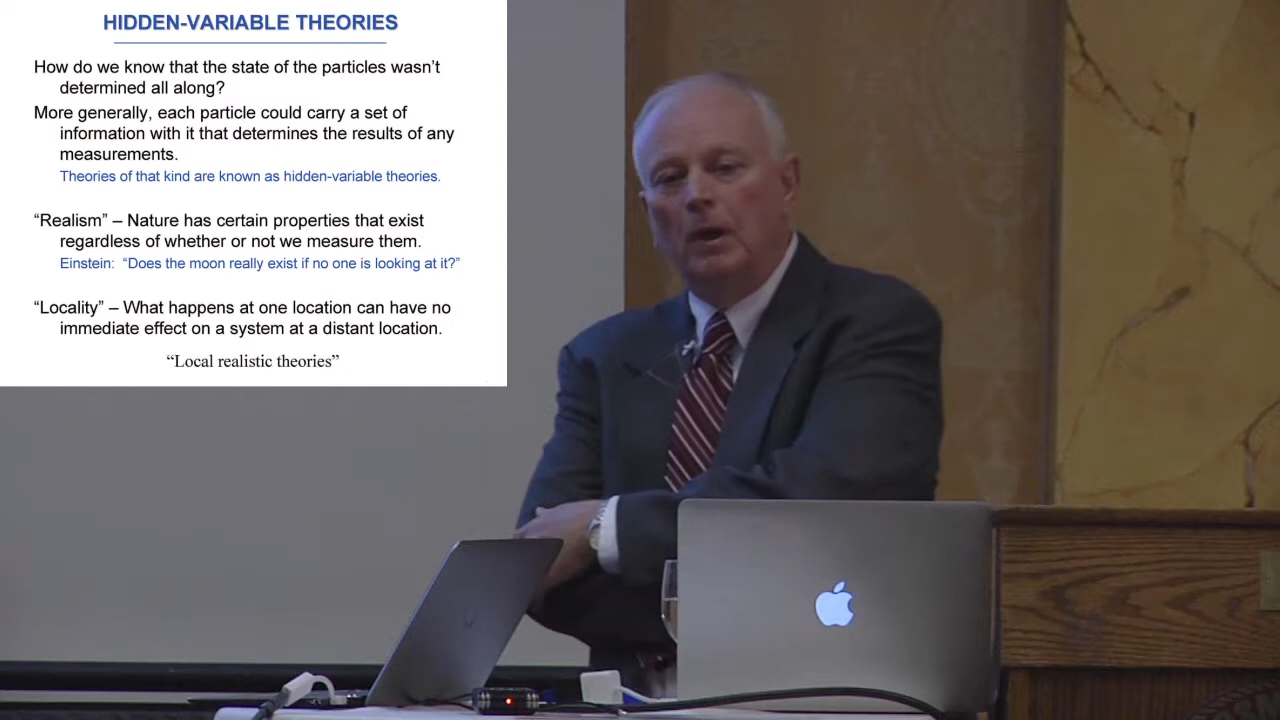 HIDDEN-VARIABLE THEORIES
How do we know that the state of the particles wasn't
determined all along?
More generally, each particle could carry a set of
information with it that determines the results of any
measurements.
Theories of that kind are known as hidden-variable theories.
“Realism” – Nature has certain properties that exist
regardless of whether or not we measure them.
Einstein: “Does the moon really exist if no one is looking at it?”
“Locality” – What happens at one location can have no
immediate effect on a system at a distant location.
“Local realistic theories”